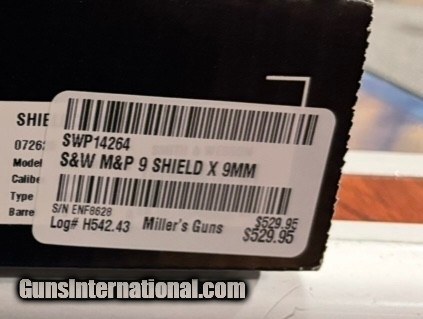 SHIE
0726
Model
Calibe
Type
Barre
SWP14264
S&W M&P 9 SHIELD X 9MM
S/N ENF8628
Log# H542.43 Miller's Guns $529.95
$529.95
GunsInternational.com